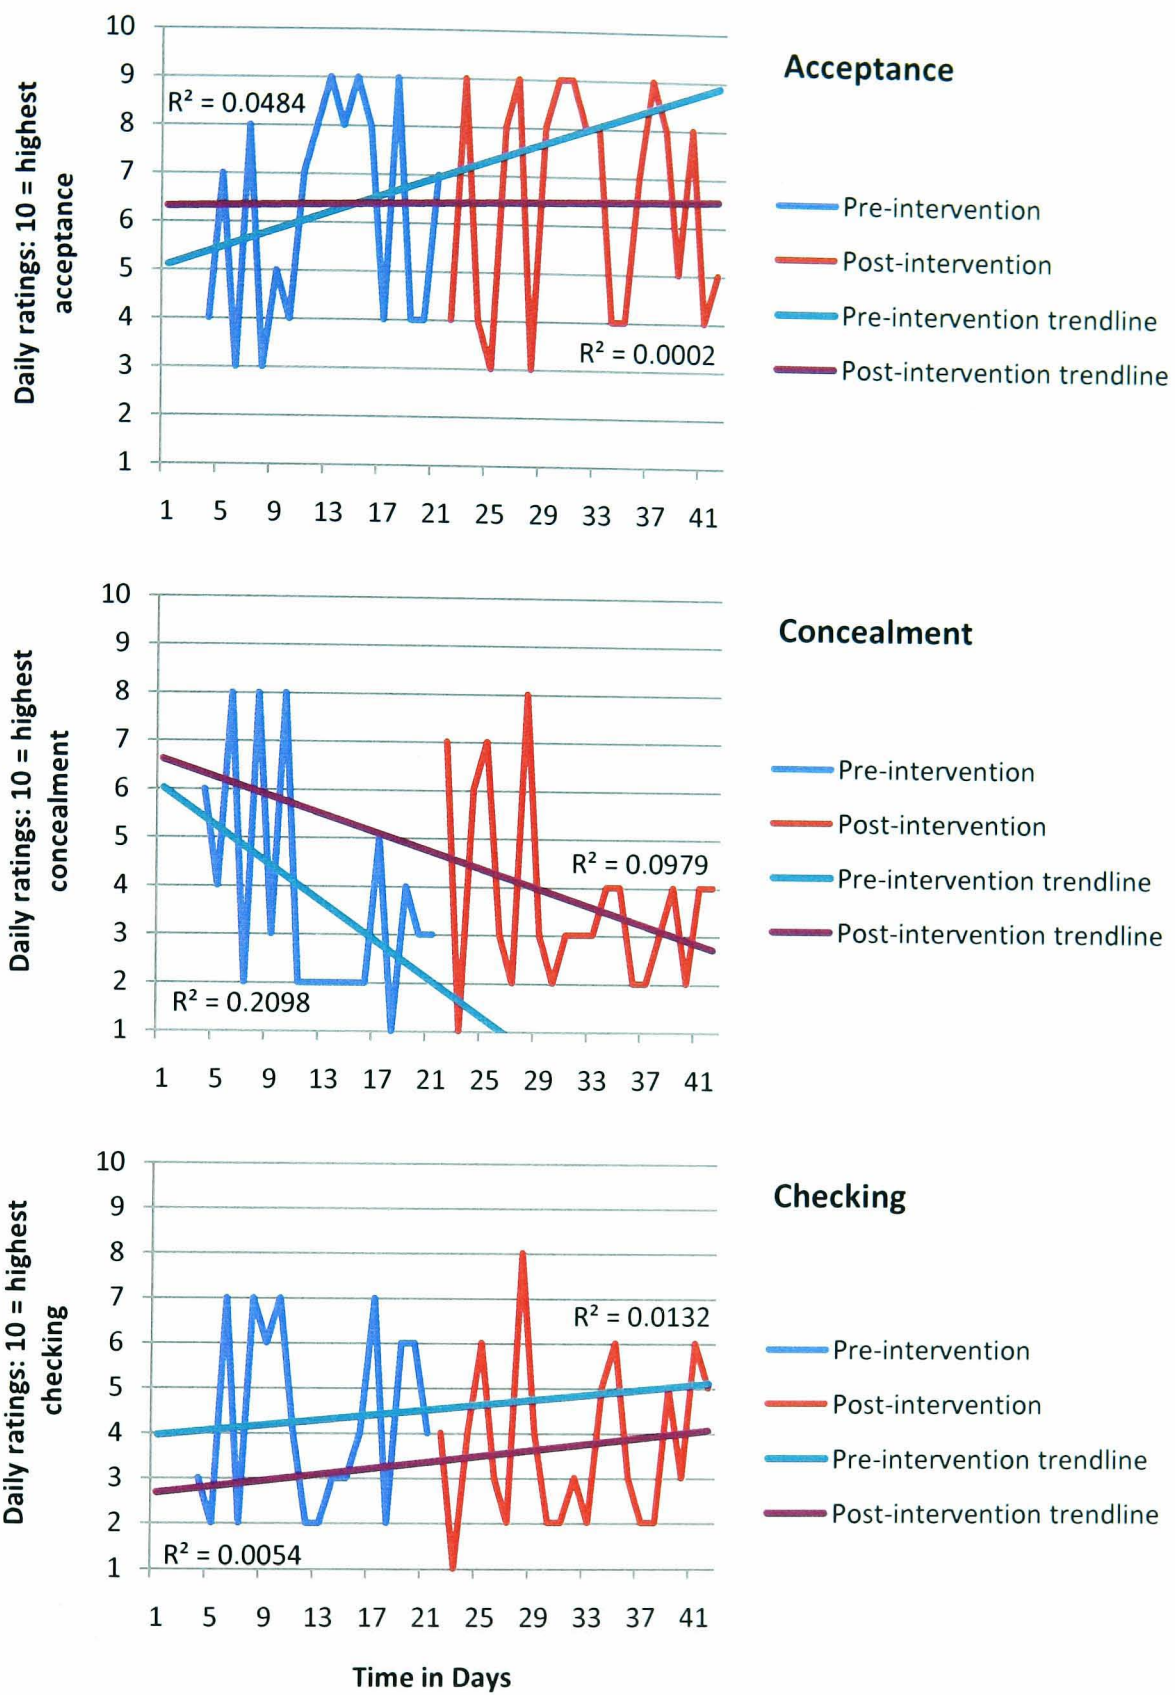 10
9
8
7
6
5
4
3
2
1
Daily ratings: 10 = highest
acceptance
R² = 0.0484
R² = 0.0002
1 5 9 13 17 21 25 29 33 37 41
Acceptance
Pre-intervention
Post-intervention
Pre-intervention trendline
Post-intervention trendline
10
9
8
7
6
5
4
3
2
1
Daily ratings: 10 = highest
concealment
R² = 0.0979
R² = 0.2098
1 5 9 13 17 21 25 29 33 37 41
Concealment
Pre-intervention
Post-intervention
Pre-intervention trendline
Post-intervention trendline
10
9
8
7
6
5
4
3
2
1
Daily ratings: 10 = highest
checking
R² = 0.0132
R² = 0.0054
1 5 9 13 17 21 25 29 33 37 41
Time in Days
Checking
Pre-intervention
Post-intervention
Pre-intervention trendline
Post-intervention trendline